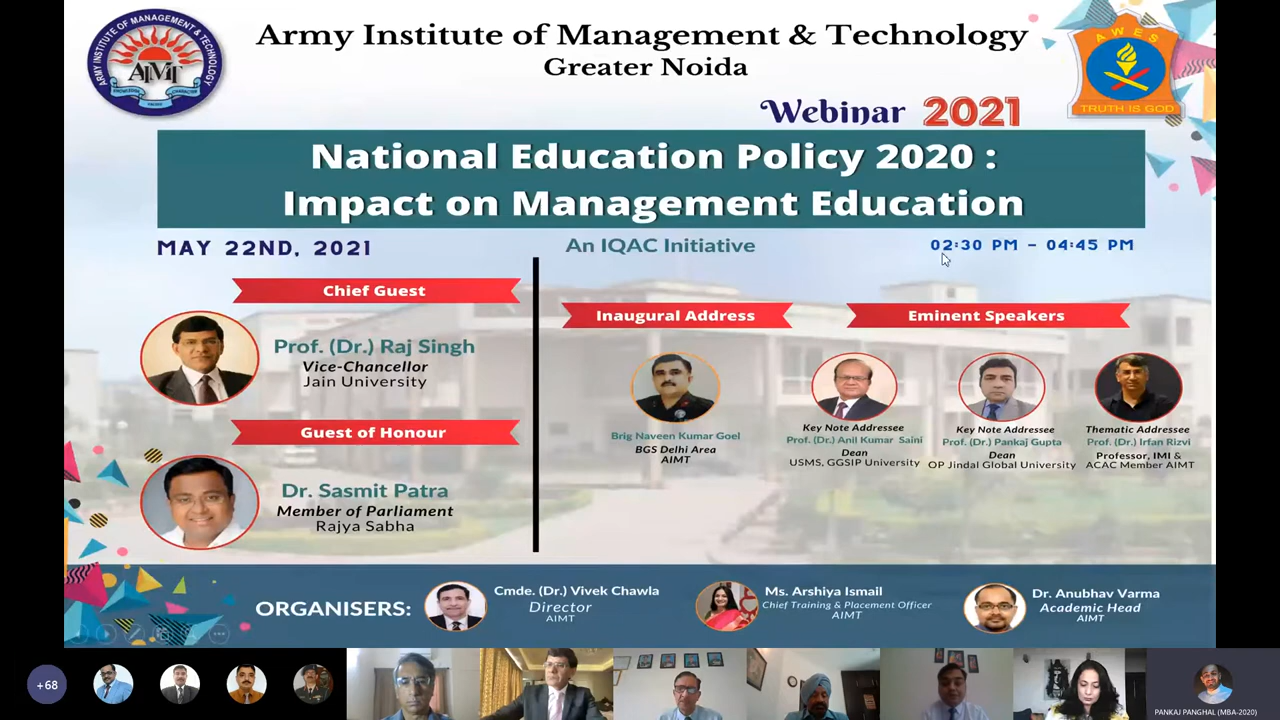 Army Institute of Management & Technology
Greater Noida
ARMY INSTITUTE OF MANAGEMENT & TECHNOLOGY
AIMT
AWES
TRUTH IS GOD
Webinar 2021
National Education Policy 2020 :
Impact on Management Education
MAY 22ND, 2021
An IQAC Initiative
02:30 PM – 04:45 PM
Chief Guest
Prof. (Dr.) Raj Singh
Vice-Chancellor
Jain University
Guest of Honour
Dr. Sasmit Patra
Member of Parliament
Rajya Sabha
Inaugural Address
Brig Naveen Kumar Goel
BGS Delhi Area
AIMT
Eminent Speakers
Key Note Addressee
Prof. (Dr.) Anil Kumar Saini
Dean
USMS, GGSIP University
Key Note Addressee
Prof. (Dr.) Pankaj Gupta
Dean
OP Jindal Global University
Thematic Addressee
Prof. (Dr.) Irfan Rizvi
Professor, IMI &
ACAC Member AIMT
ORGANISERS:
Cmde. (Dr.) Vivek Chawla
Director
AIMT
Ms. Arshiya Ismail
Chief Training & Placement Officer
AIMT
Dr. Anubhav Varma
Academic Head
AIMT
+68
PANKAJ PANGHAL (MBA-2020)